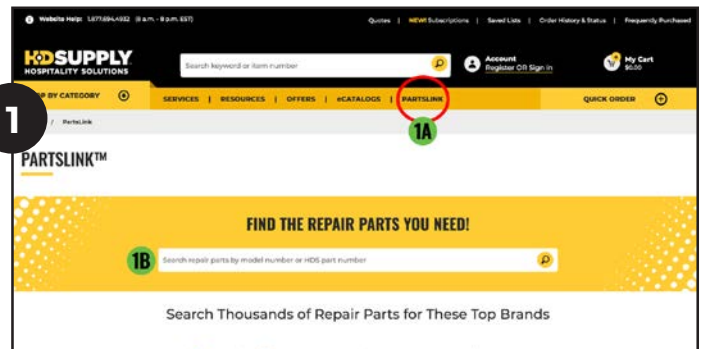 Website Help: 1.877.694.4932 (8 a.m. - 8 p.m. EST) Quotes | NEW! Subscriptions | Saved Lists | Order History & Status | Frequently Purchased
HDSUPPLY
HOSPITALITY SOLUTIONS
Search keyword or item number
Account
Register OR Sign in
My Cart
$0.00
1
P BY CATEGORY SERVICES | RESOURCES | OFFERS | eCATALOGS | PARTSLINK QUICK ORDER
/ PartsLink
1A
PARTSLINK™
FIND THE REPAIR PARTS YOU NEED!
1B Search repair parts by model number or HDS part number
Search Thousands of Repair Parts for These Top Brands